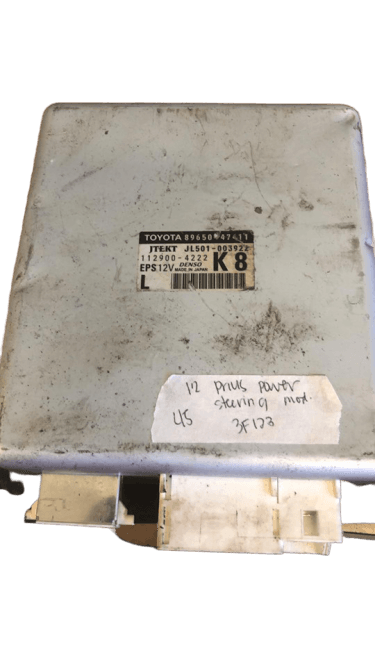 TOYOTA 89650-47411
JTEKT JL501-003922
112900-4222 K8
EPS 12V DENSO MADE IN JAPAN
L
12 Prius power
steering mod.
45 3F173